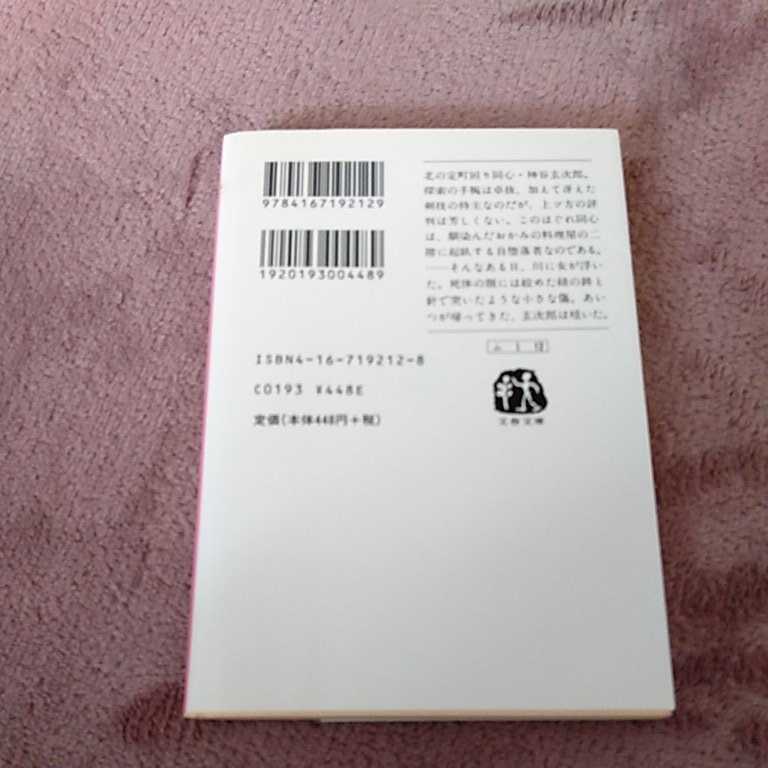 9784167192129
1920193004489
北の定町回り同心・神谷玄次郎。
探索の手腕は卓抜、加えて冴えた
剣技の持主なのだが、上ツ方の評
判は芳しくない。このはぐれ同心
は、馴染んだおかみの料理屋の二
階に起臥する自堕落者なのである。
──そんなある日、川に女が浮い
た。死体の頸には絞めた紐の跡と
針で突いたような小さな傷。あい
つが帰ってきた、玄次郎は呟いた。
ふ 1 12
ISBN4-16-719212-8
C0193 ¥448E
定価(本体448円+税)
文春文庫